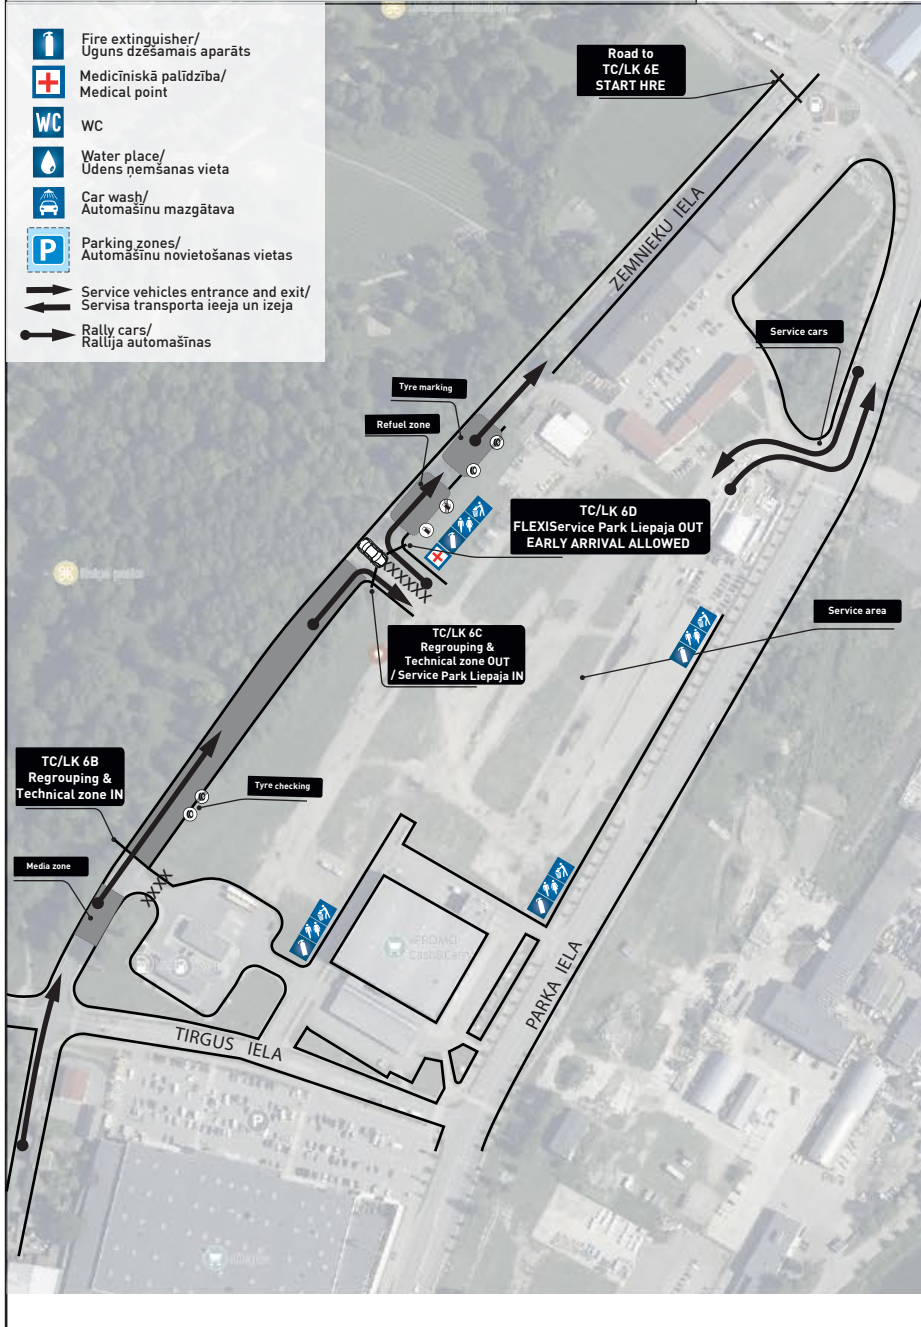 Fire extinguisher/
Uguns dzēšamais aparāts
Medicīniskā palīdzība/
Medical point
WC
WC
Water place/
Ūdens ņemšanas vieta
Car wash/
Automašīnu mazgātava
P
Parking zones/
Automašīnu novietošanas vietas
Service vehicles entrance and exit/
Servisa transporta ieeja un izeja
Rally cars/
Rallija automašīnas
Road to
TC/LK 6E
START HRE
ZEMNIEKU IELA
Service cars
Tyre marking
Refuel zone
TC/LK 6D
FLEXIService Park Liepaja OUT
EARLY ARRIVAL ALLOWED
XXXXXX
Service area
TC/LK 6C
Regrouping &
Technical zone OUT
/ Service Park Liepaja IN
TC/LK 6B
Regrouping &
Technical zone IN
Tyre checking
Media zone
XXXX
Cash&Carry
PARKA IELA
TIRGUS IELA
P